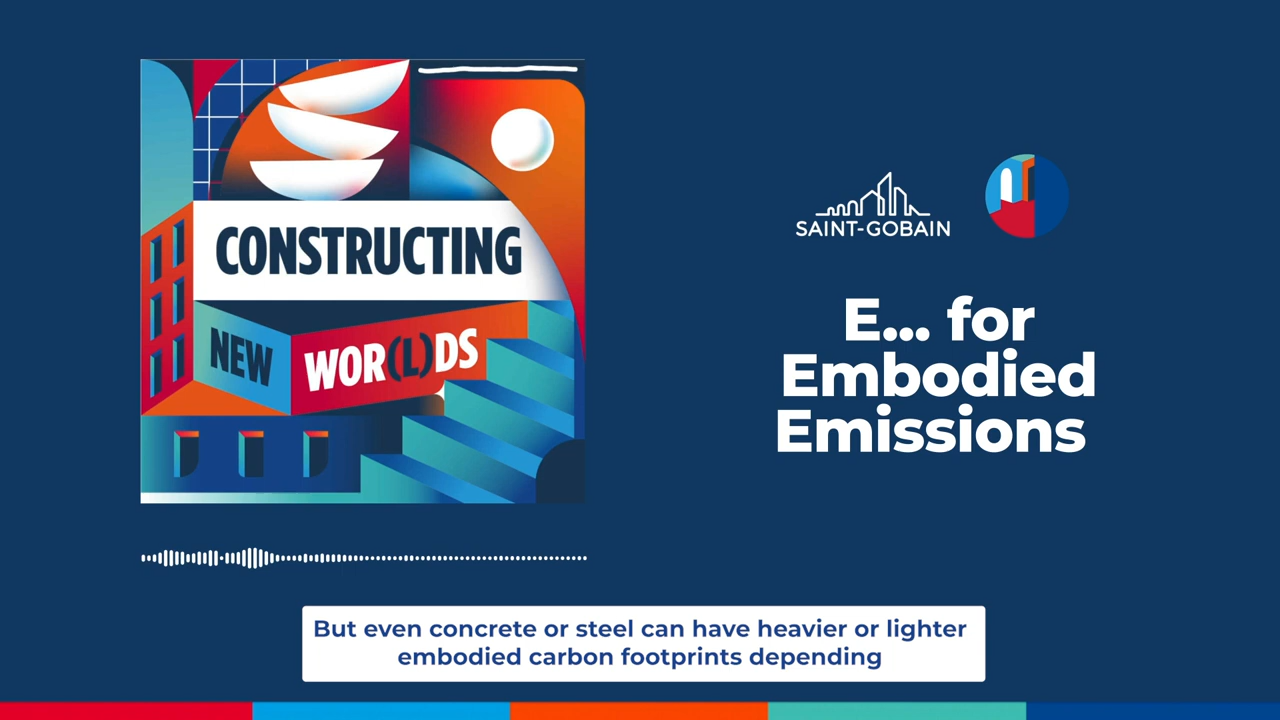 CONSTRUCTING
NEW WOR(L)DS
SAINT-GOBAIN
E... for
Embodied
Emissions
But even concrete or steel can have heavier or lighter
embodied carbon footprints depending